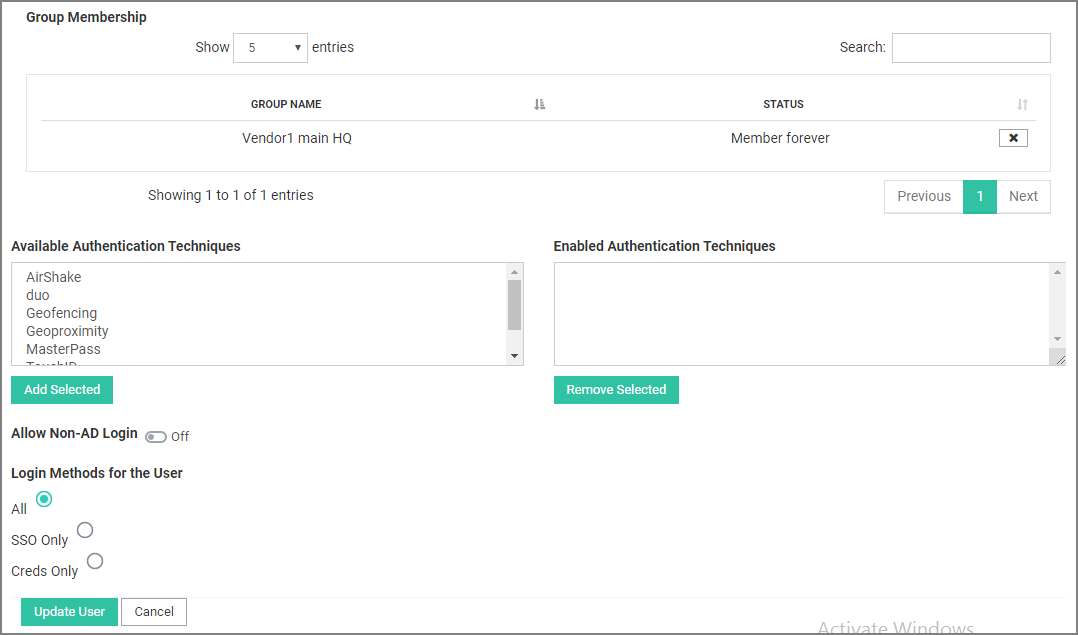 Group Membership
Show 5 entries
Search:
GROUP NAME STATUS
Vendor1 main HQ Member forever
Showing 1 to 1 of 1 entries
Previous 1 Next
Available Authentication Techniques
AirShake
duo
Geofencing
Geoproximity
MasterPass
TouchID
Add Selected
Enabled Authentication Techniques
Remove Selected
Allow Non-AD Login Off
Login Methods for the User
All
SSO Only
Creds Only
Update User Cancel
Activate Windows